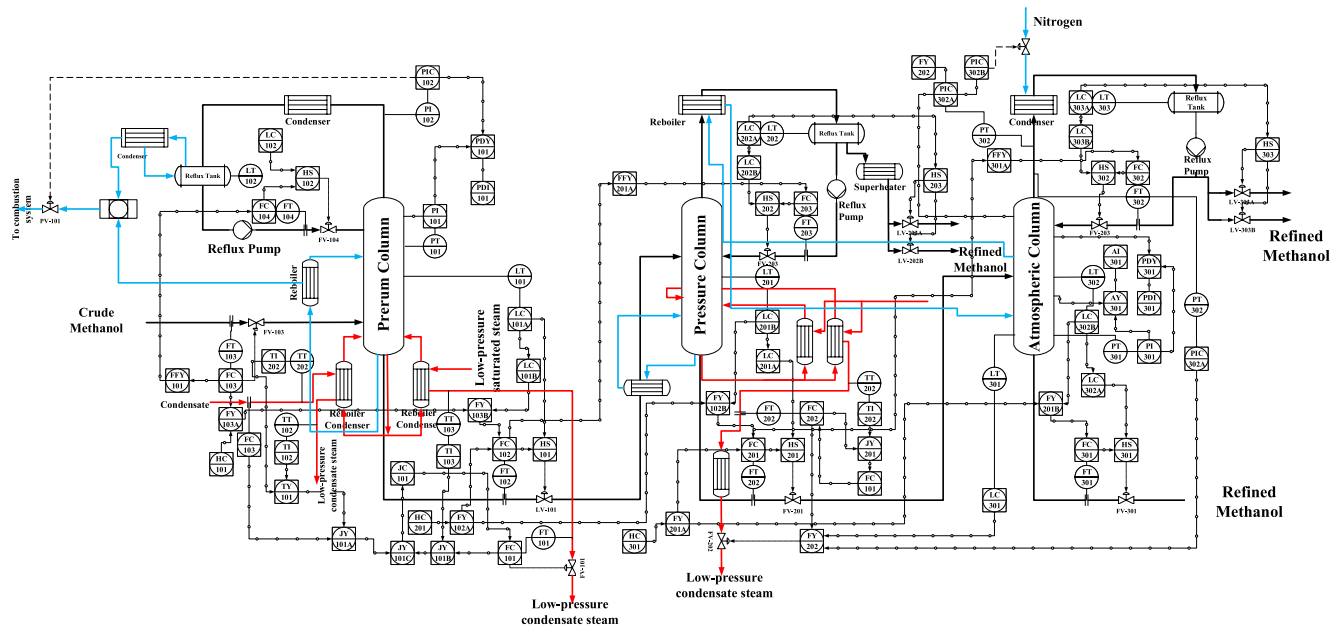 Nitrogen
PIC
102
PI
102
Condenser
PDY
101
PDI
101
LC
102
HS
102
LT
102
FC
104
FT
104
Condenser
Reflux Tank
To combustion
system
PV-101
Reflux Pump
FV-104
PI
101
PT
101
Prerum Column
Reboiler
LT
101
LC
101A
LC
101B
Crude
Methanol
FV-103
FT
103
TI
202
TT
202
FFY
101
FC
103
Condensate
FY
103A
HC
101
FC
103
TT
102
TI
102
TY
101
JY
101A
Reboiler
Condenser
Reboiler
Condenser
Low-pressure
condensate steam
Low-pressure
saturated steam
FY
103B
TT
103
TI
103
JC
101
HC
201
FY
102A
FC
102
FT
102
HS
101
LV-101
JY
101C
JY
101B
FC
101
FT
101
FV-101
Low-pressure
condensate steam
Reboiler
LC
202A
LT
202
LC
202B
Reflux Tank
Superheater
Reflux
Pump
FFY
201A
HS
202
FC
203
FT
203
FV-203
HS
203
LV-202B
Refined
Methanol
Pressure Column
LT
201
LC
201B
LC
201A
FY
102B
FT
202
FC
202
FC
201
HS
201
FT
202
TT
202
TI
202
JY
201
FC
101
FV-201
HC
301
FY
201A
FY
202
FV-202
Low-pressure
condensate steam
FY
202
PIC
302A
PIC
302B
PT
302
FFY
301A
Condenser
LC
303A
LT
303
LC
303B
Reflux
Tank
Reflux
Pump
HS
302
FC
302
FT
302
FV-203
HS
303
LV-303B
Refined
Methanol
Atmospheric Column
AI
301
PDY
301
AY
301
PDI
301
PT
301
PI
301
LT
302
LC
302B
LC
302A
LT
301
LC
301
FY
201B
FC
301
HS
301
FT
301
FV-301
PT
302
PIC
302A
Refined
Methanol